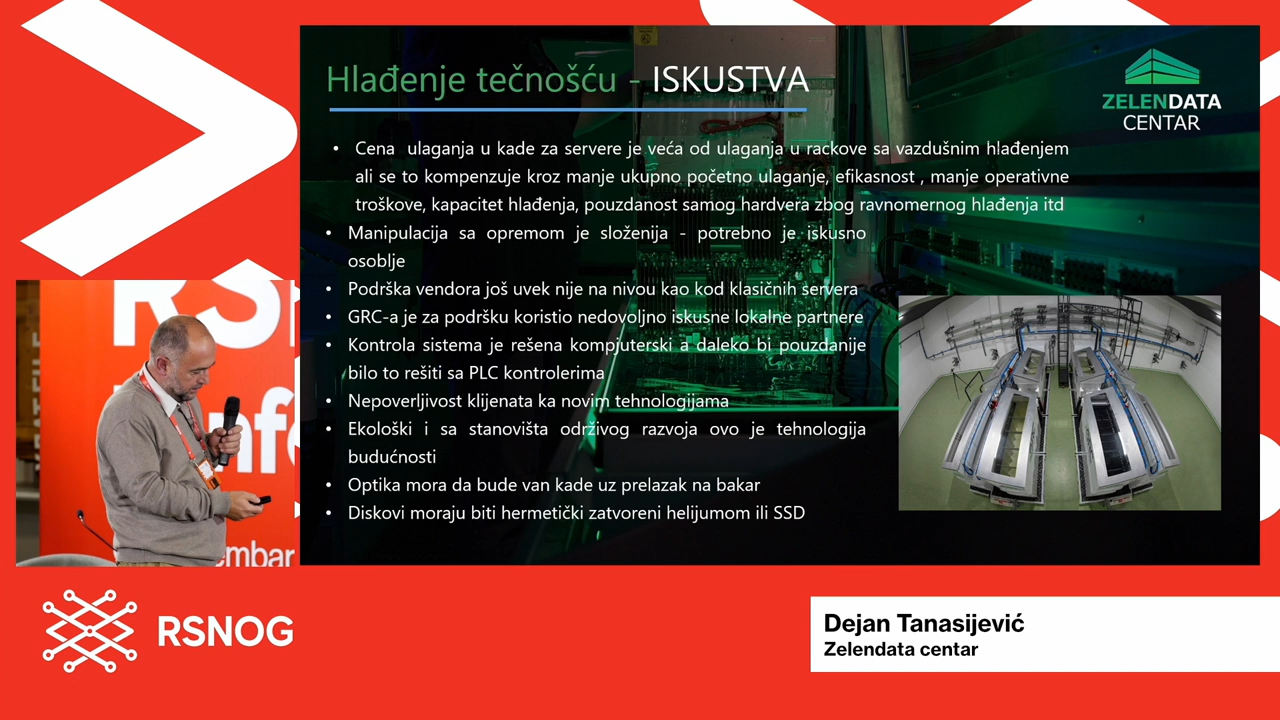 Hlađenje tečnošću - ISKUSTVA
ZELENDATA
CENTAR
• Cena ulaganja u kade za servere je veća od ulaganja u rackove sa vazdušnim hlađenjem
ali se to kompenzuje kroz manje ukupno početno ulaganje, efikasnost , manje operativne
troškove, kapacitet hlađenja, pouzdanost samog hardvera zbog ravnomernog hlađenja itd
• Manipulacija sa opremom je složenija - potrebno je iskusno
osoblje
• Podrška vendora još uvek nije na nivou kao kod klasičnih servera
• GRC-a je za podršku koristio nedovoljno iskusne lokalne partnere
• Kontrola sistema je rešena kompjuterski a daleko bi pouzdanije
bilo to rešiti sa PLC kontrolerima
• Nepoverljivost klijenata ka novim tehnologijama
• Ekološki i sa stanovišta održivog razvoja ovo je tehnologija
budućnosti
• Optika mora da bude van kade uz prelazak na bakar
• Diskovi moraju biti hermetički zatvoreni helijumom ili SSD
RSNOG
Dejan Tanasijević
Zelendata centar